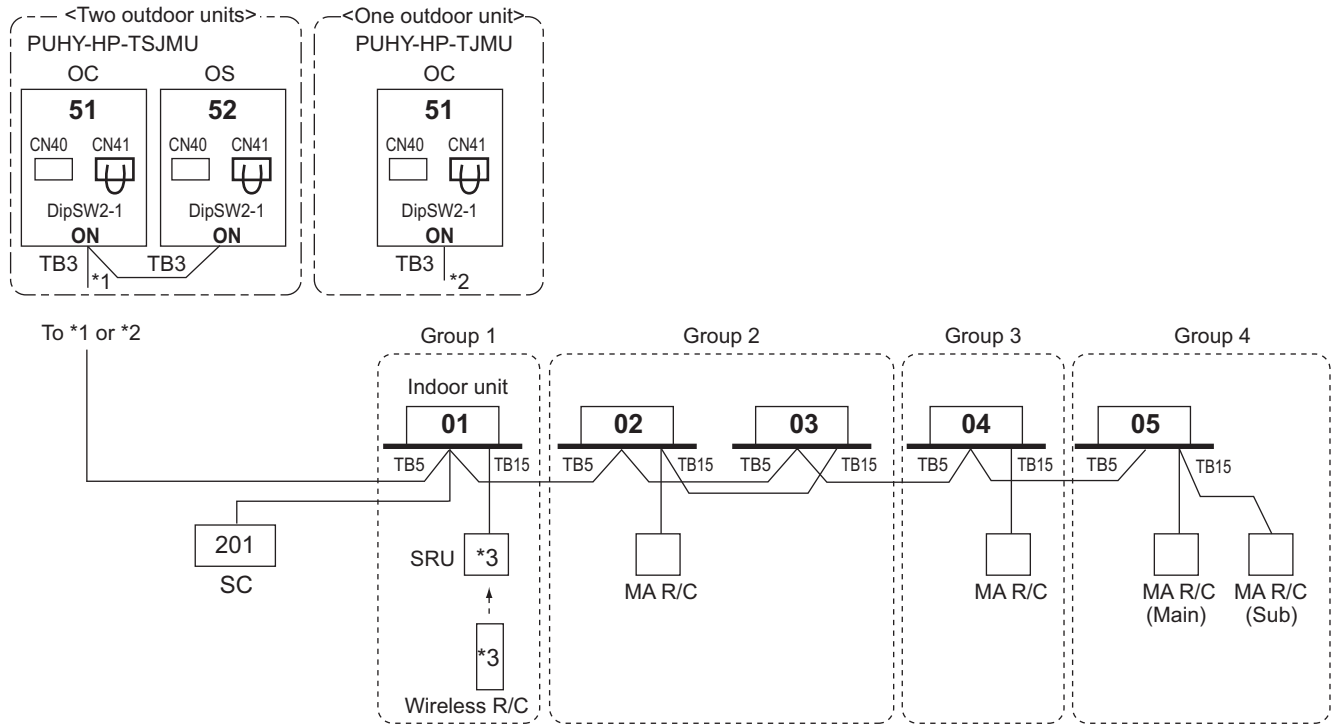 <Two outdoor units>
<One outdoor unit>
PUHY-HP-TSJMU
PUHY-HP-TJMU
OC OS OC
51 52 51
CN40 CN41 CN40 CN41 CN40 CN41
DipSW2-1 DipSW2-1 DipSW2-1
ON ON ON
TB3 TB3 TB3
*1 *2
To *1 or *2
Group 1 Group 2 Group 3 Group 4
Indoor unit
01 02 03 04 05
TB5 TB15 TB5 TB15 TB5 TB15 TB5 TB15 TB5 TB15
201
SC
SRU *3
MA R/C MA R/C MA R/C MA R/C
(Main) (Sub)
*3
Wireless R/C